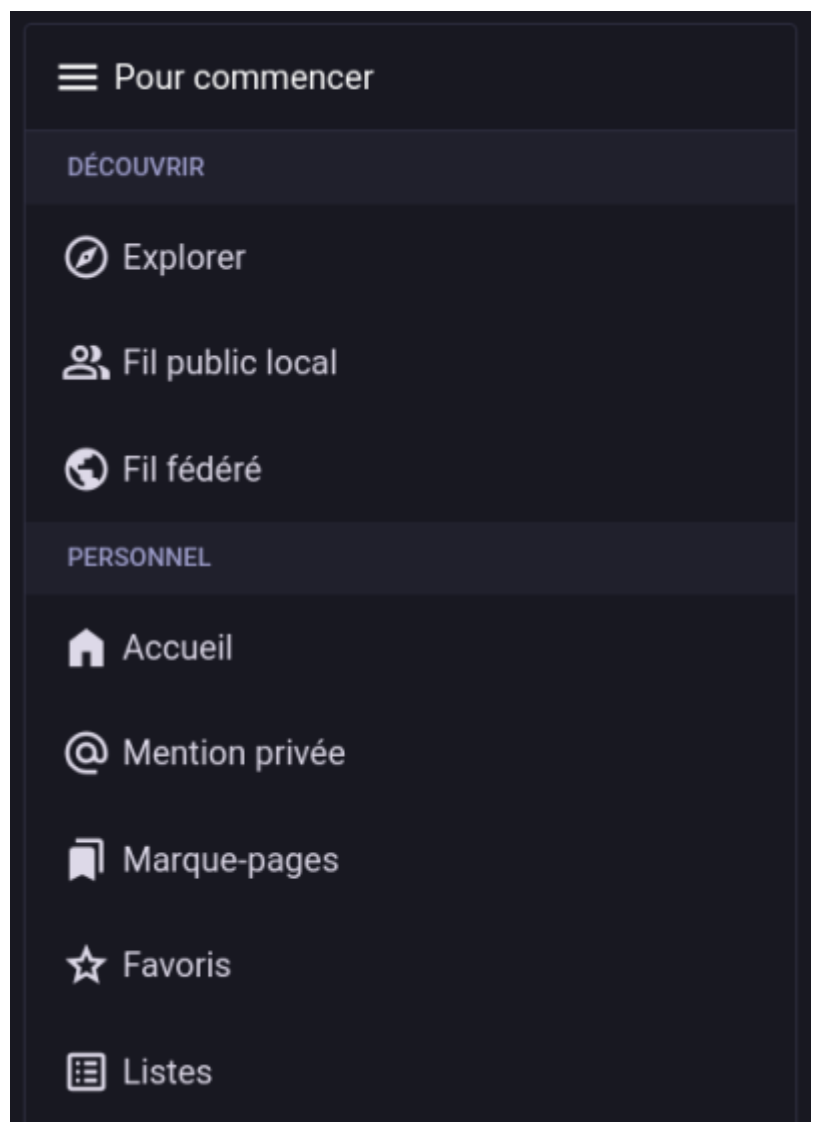 Pour commencer
DÉCOUVRIR
Explorer
Fil public local
Fil fédéré
PERSONNEL
Accueil
Mention privée
Marque-pages
Favoris
Listes